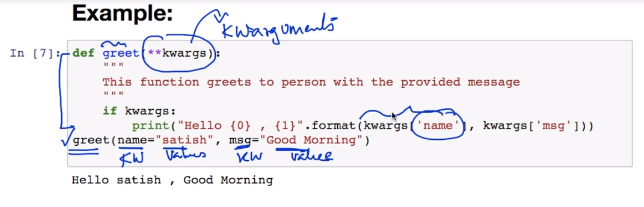 Example:
kwarguments
In [7]: def greet(**kwargs):
"""
This function greets to person with the provided message
"""
if kwargs:
print("Hello {0} , {1}".format(kwargs['name'], kwargs['msg']))
greet(name="satish", msg="Good Morning")
KW Values KW value
Hello satish , Good Morning